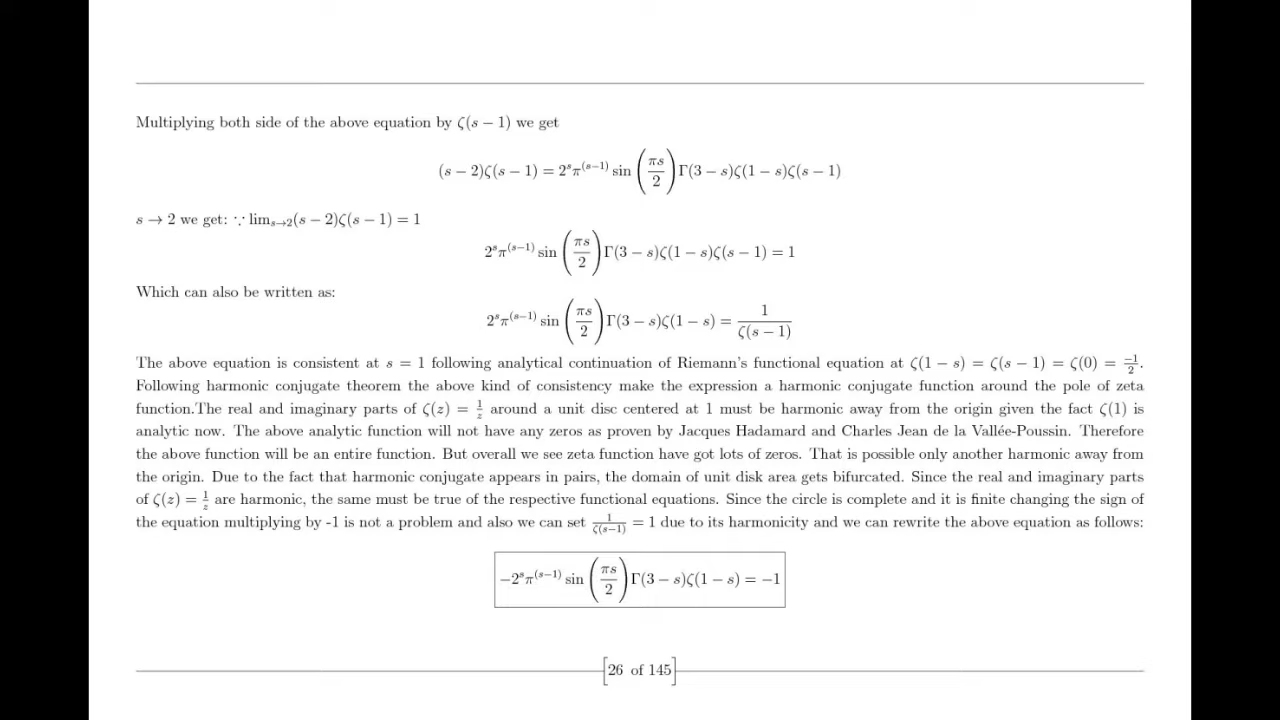 Multiplying both side of the above equation by ζ(s − 1) we get
(s − 2)ζ(s − 1) = 2^s π^(s−1) sin(πs/2)Γ(3 − s)ζ(1 − s)ζ(s − 1)
s → 2 we get: ∵ lim_{s→2}(s − 2)ζ(s − 1) = 1
2^s π^(s−1) sin(πs/2)Γ(3 − s)ζ(1 − s)ζ(s − 1) = 1
Which can also be written as:
2^s π^(s−1) sin(πs/2)Γ(3 − s)ζ(1 − s) = 1/ζ(s − 1)
The above equation is consistent at s = 1 following analytical continuation of Riemann's functional equation at ζ(1 − s) = ζ(s − 1) = ζ(0) = −1/2.
Following harmonic conjugate theorem the above kind of consistency make the expression a harmonic conjugate function around the pole of zeta
function.The real and imaginary parts of ζ(z) = 1/z around a unit disc centered at 1 must be harmonic away from the origin given the fact ζ(1) is
analytic now. The above analytic function will not have any zeros as proven by Jacques Hadamard and Charles Jean de la Vallée-Poussin. Therefore
the above function will be an entire function. But overall we see zeta function have got lots of zeros. That is possible only another harmonic away from
the origin. Due to the fact that harmonic conjugate appears in pairs, the domain of unit disk area gets bifurcated. Since the real and imaginary parts
of ζ(z) = 1/z are harmonic, the same must be true of the respective functional equations. Since the circle is complete and it is finite changing the sign of
the equation multiplying by -1 is not a problem and also we can set 1/ζ(s−1) = 1 due to its harmonicity and we can rewrite the above equation as follows:
−2^s π^(s−1) sin(πs/2)Γ(3 − s)ζ(1 − s) = −1
[26 of 145]